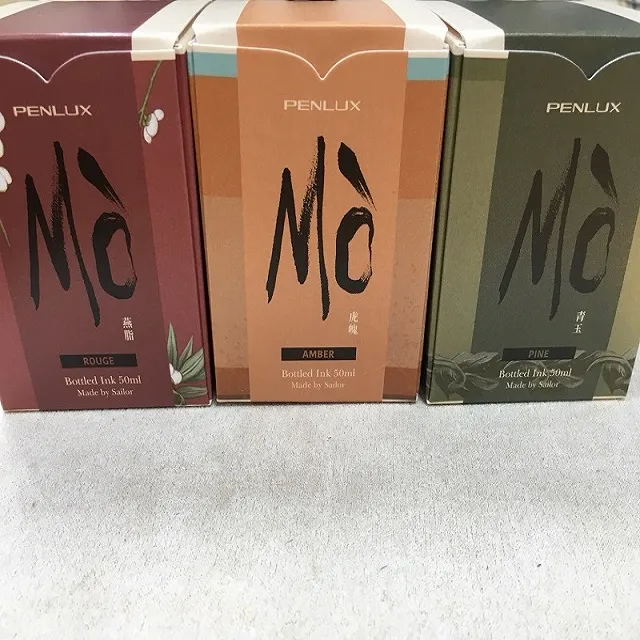 PENLUX
Mò
燕脂
ROUGE
Bottled Ink 50ml
Made by Sailor
PENLUX
Mò
虎魄
AMBER
Bottled Ink 50ml
Made by Sailor
PENLUX
Mò
青玉
PINE
Bottled Ink 50ml
Made by Sailor